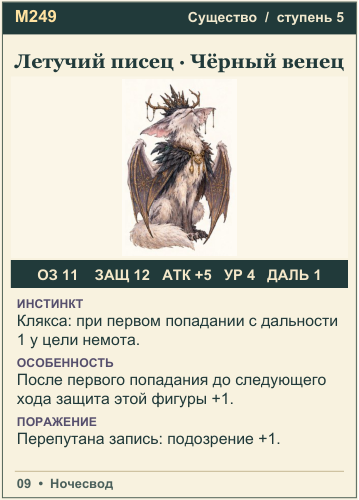 M249 Существо / ступень 5
Летучий писец · Чёрный венец
ОЗ 11 ЗАЩ 12 АТК +5 УР 4 ДАЛЬ 1
ИНСТИНКТ
Клякса: при первом попадании с дальности
1 у цели немота.
ОСОБЕННОСТЬ
После первого попадания до следующего
хода защита этой фигуры +1.
ПОРАЖЕНИЕ
Перепутана запись: подозрение +1.
09 • Ночесвод